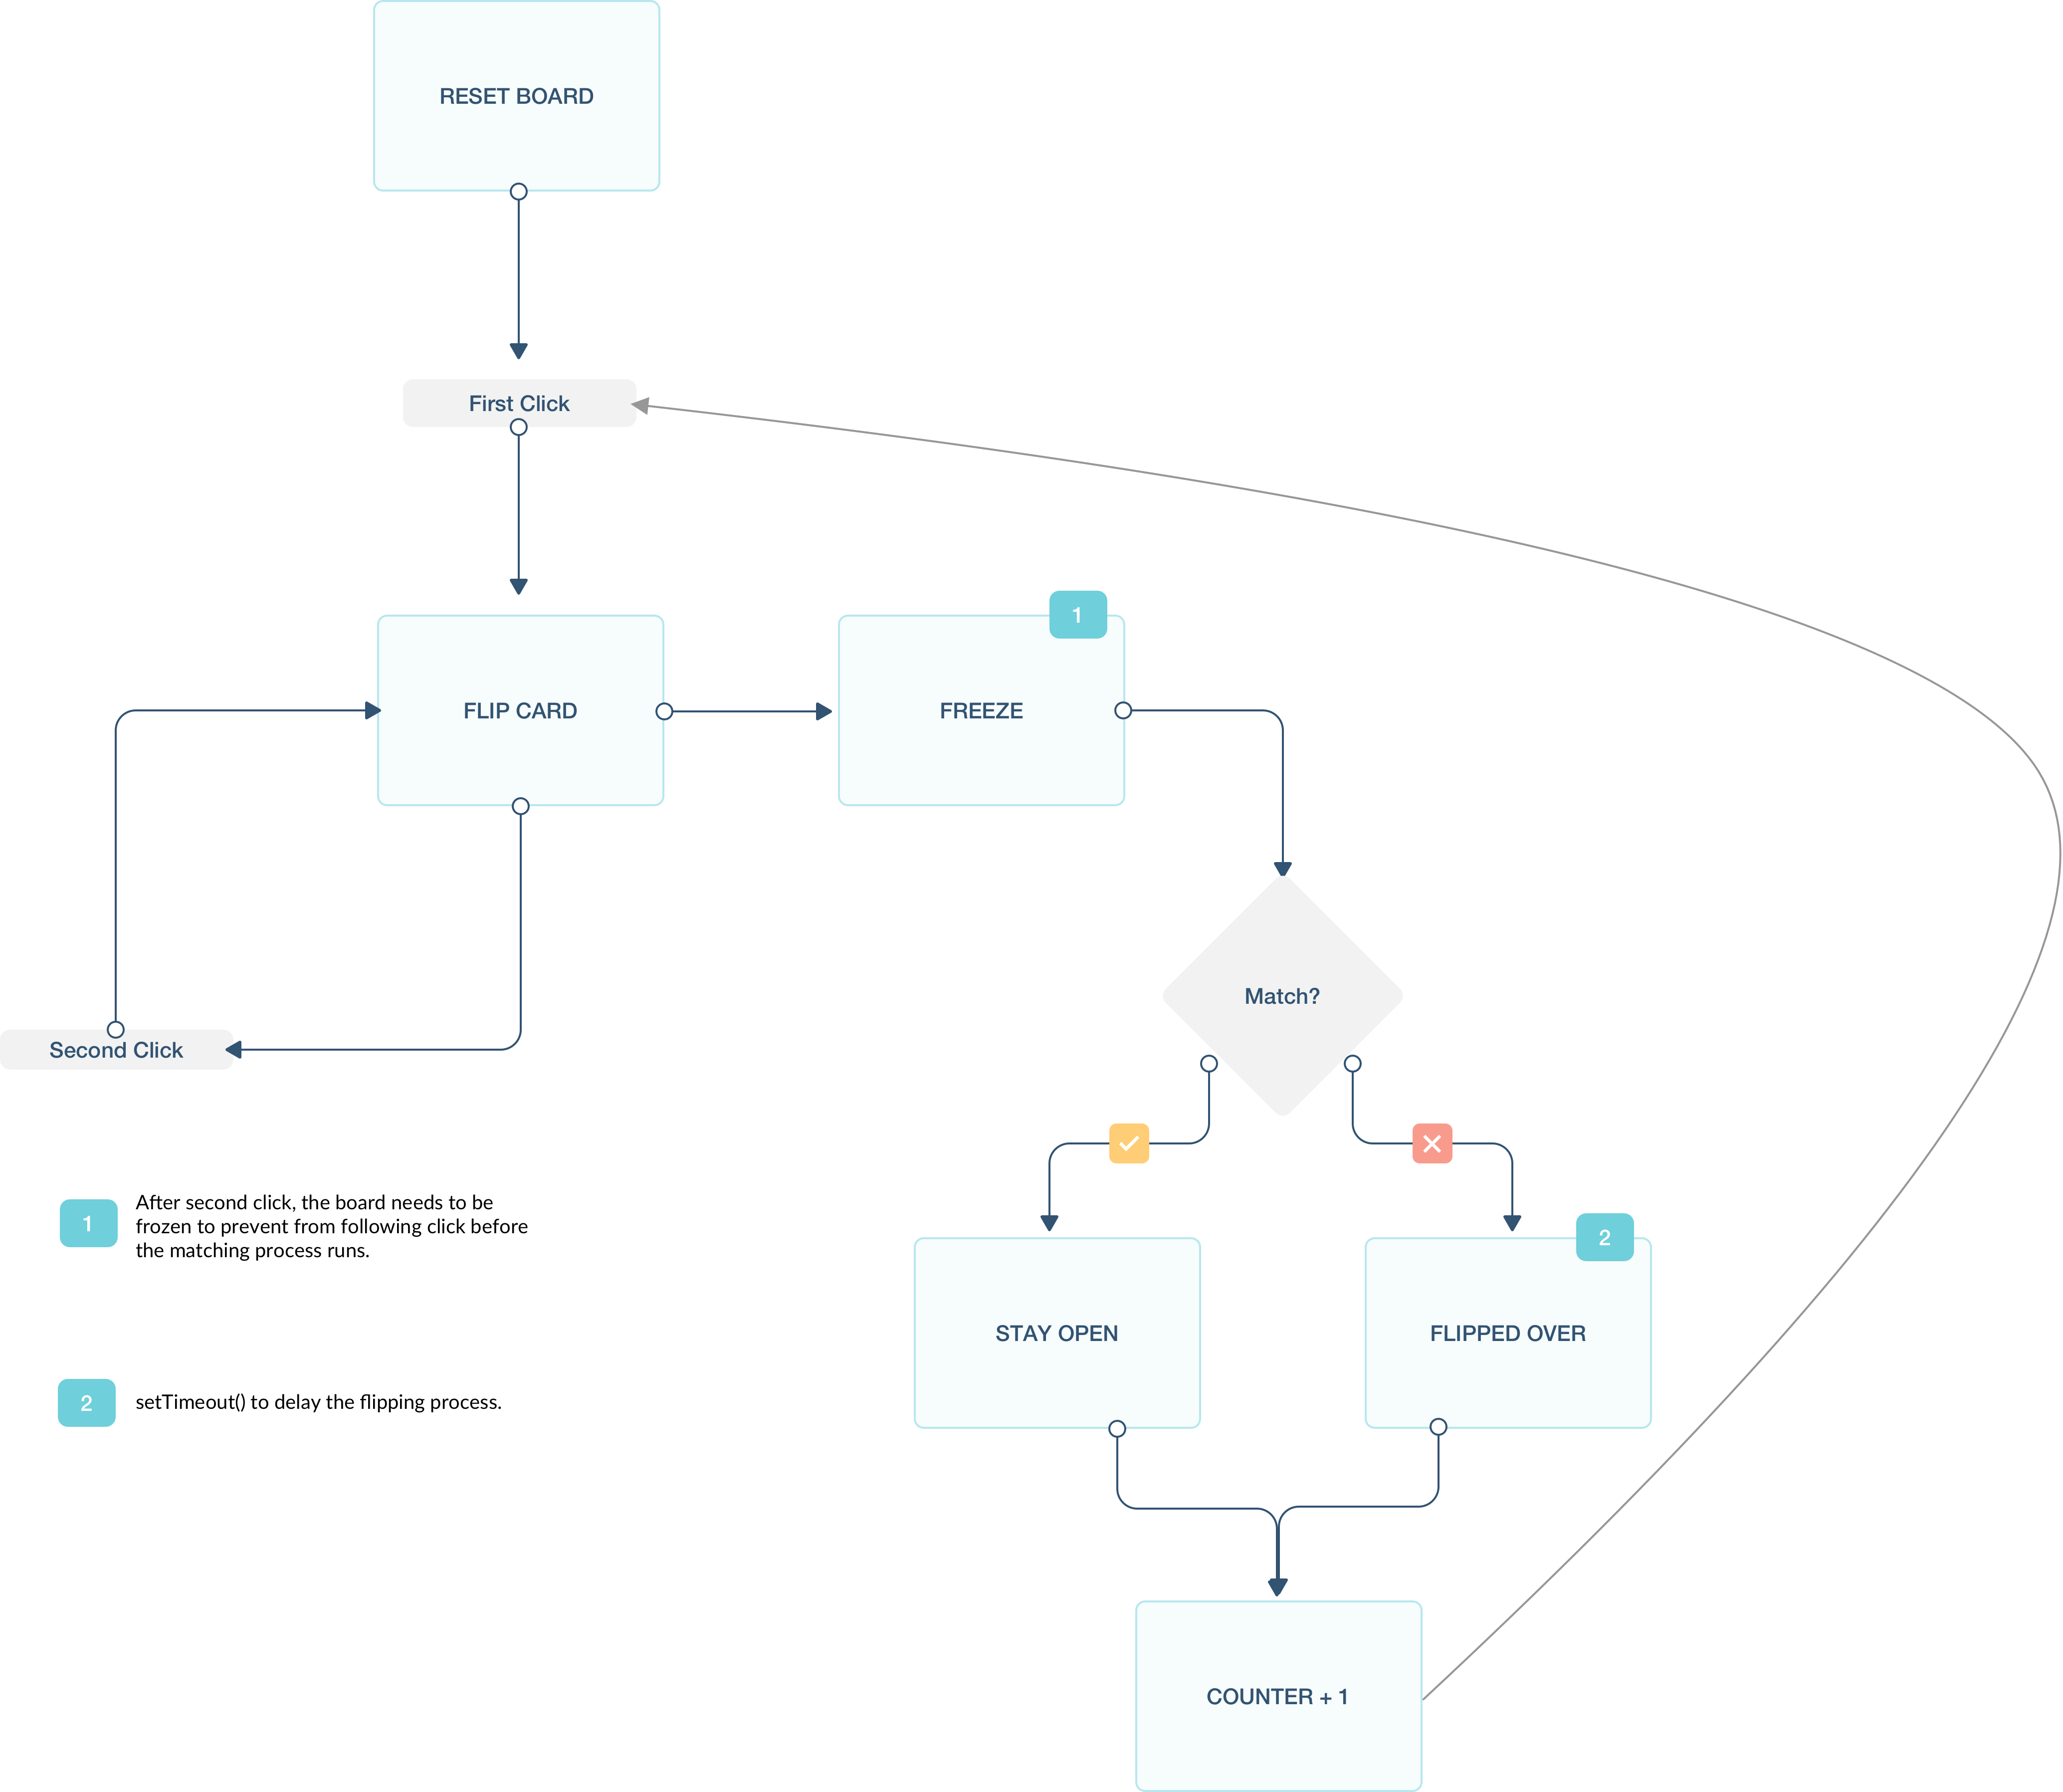 RESET BOARD
First Click
1
FLIP CARD
FREEZE
Match?
Second Click
1
After second click, the board needs to be
frozen to prevent from following click before
the matching process runs.
2
STAY OPEN
FLIPPED OVER
2
setTimeout() to delay the flipping process.
COUNTER + 1